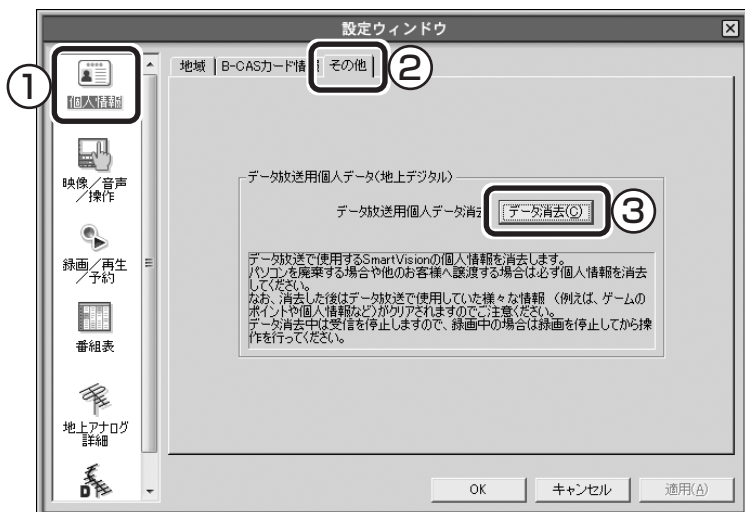 設定ウィンドウ
①
個人情報
映像／音声
／操作
録画／再生
／予約
番組表
地上アナログ
詳細
D
地域
B-CASカード情
その他
②
データ放送用個人データ(地上デジタル)
データ放送用個人データ消
データ消去(C)
③
データ放送で使用するSmartVisionの個人情報を消去します。
パソコンを廃棄する場合や他のお客様へ譲渡する場合は必ず個人情報を消去
してください。
なお、消去した後はデータ放送で使用していた様々な情報（例えば、ゲームの
ポイントや個人情報など）がクリアされますのでご注意ください。
データ消去中は受信を停止しますので、録画中の場合は録画を停止してから操
作を行ってください。
OK
キャンセル
適用(A)